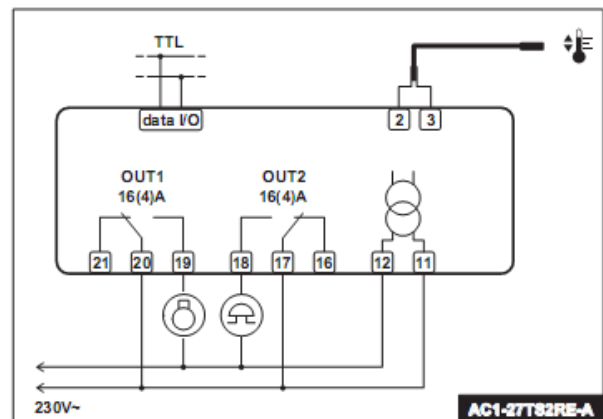 TTL
data I/O
2 3
OUT1 OUT2
16(4)A 16(4)A
21 20 19 18 17 16 12 11
230V~
AC1-27TS2RE-A